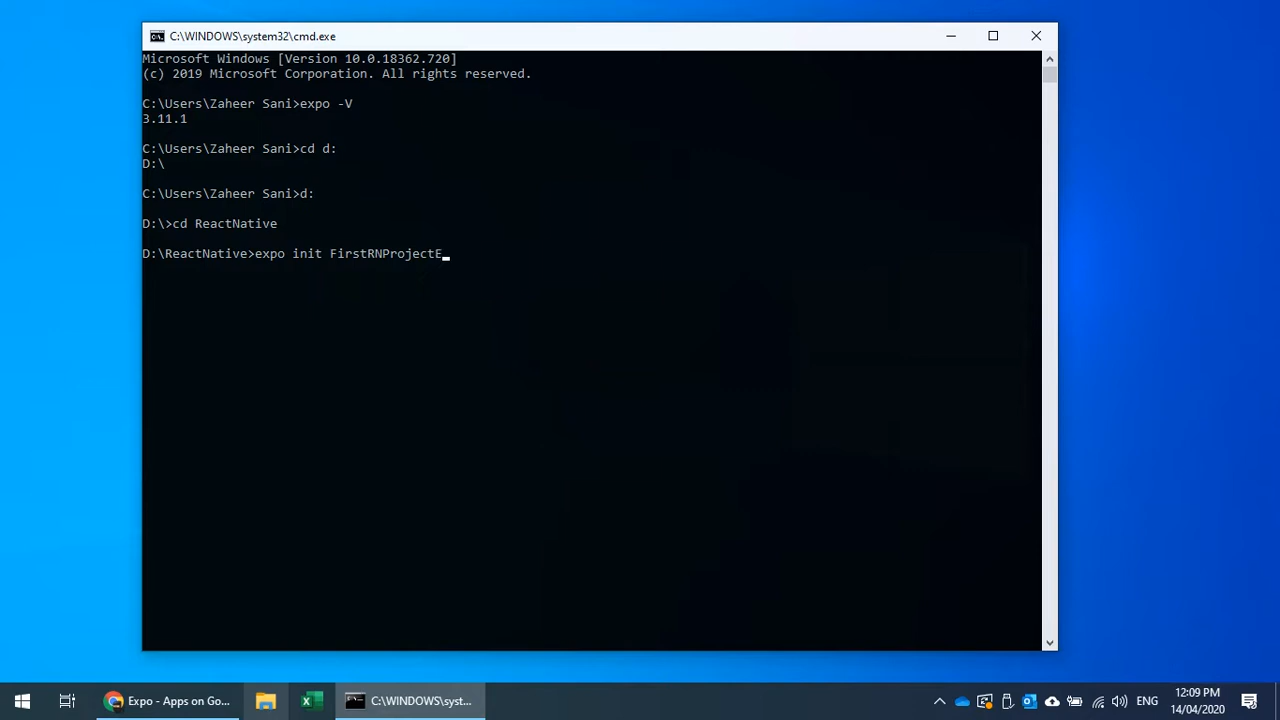 C:\WINDOWS\system32\cmd.exe
Microsoft Windows [Version 10.0.18362.720]
(c) 2019 Microsoft Corporation. All rights reserved.
C:\Users\Zaheer Sani>expo -V
3.11.1
C:\Users\Zaheer Sani>cd d:
D:\
C:\Users\Zaheer Sani>d:
D:\>cd ReactNative
D:\ReactNative>expo init FirstRNProjectE
Expo - Apps on Go...
C:\WINDOWS\syst...
ENG
12:09 PM
14/04/2020